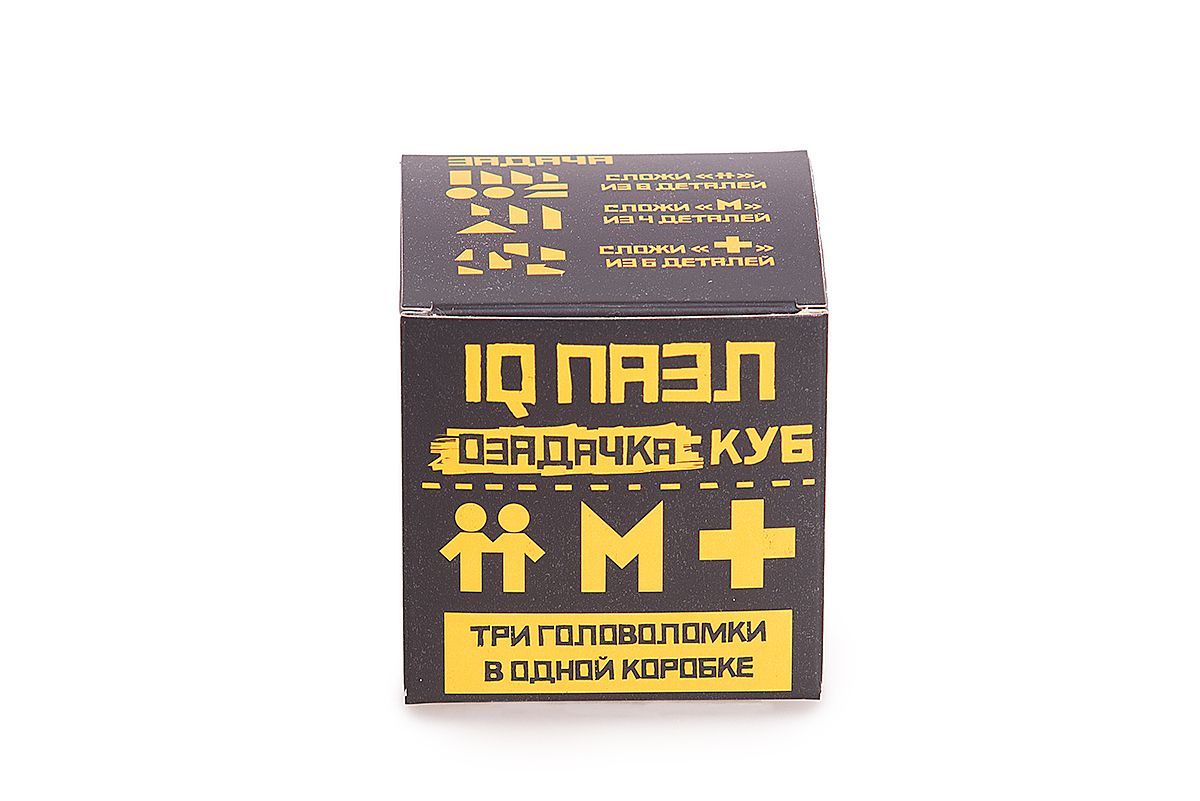 ЗАДАЧА
СЛОЖИ «👬»
ИЗ 8 ДЕТАЛЕЙ
СЛОЖИ «М»
ИЗ 4 ДЕТАЛЕЙ
СЛОЖИ «+»
ИЗ 6 ДЕТАЛЕЙ
IQ ПАЗЛ
ОЗАДАЧКА КУБ
М +
ТРИ ГОЛОВОЛОМКИ
В ОДНОЙ КОРОБКЕ